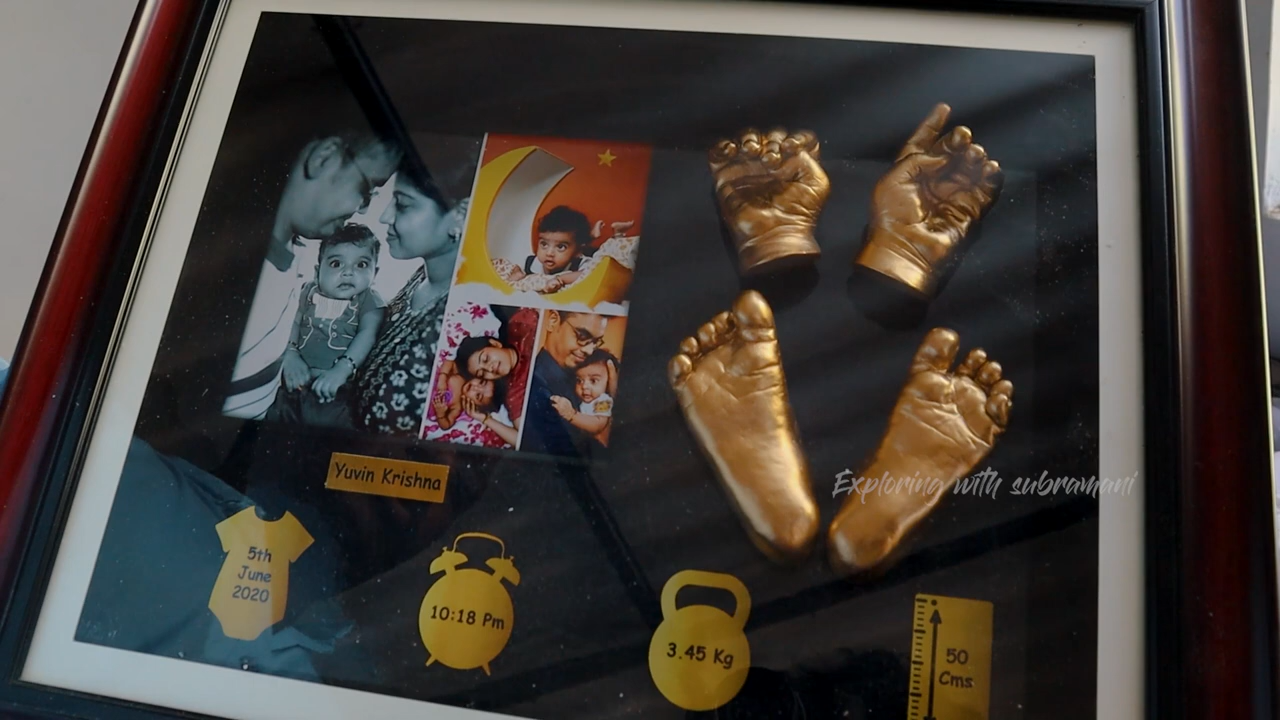 Yuvin Krishna
5th
June
2020
10:18 Pm
3.45 Kg
50
Cms
Exploring with subramani